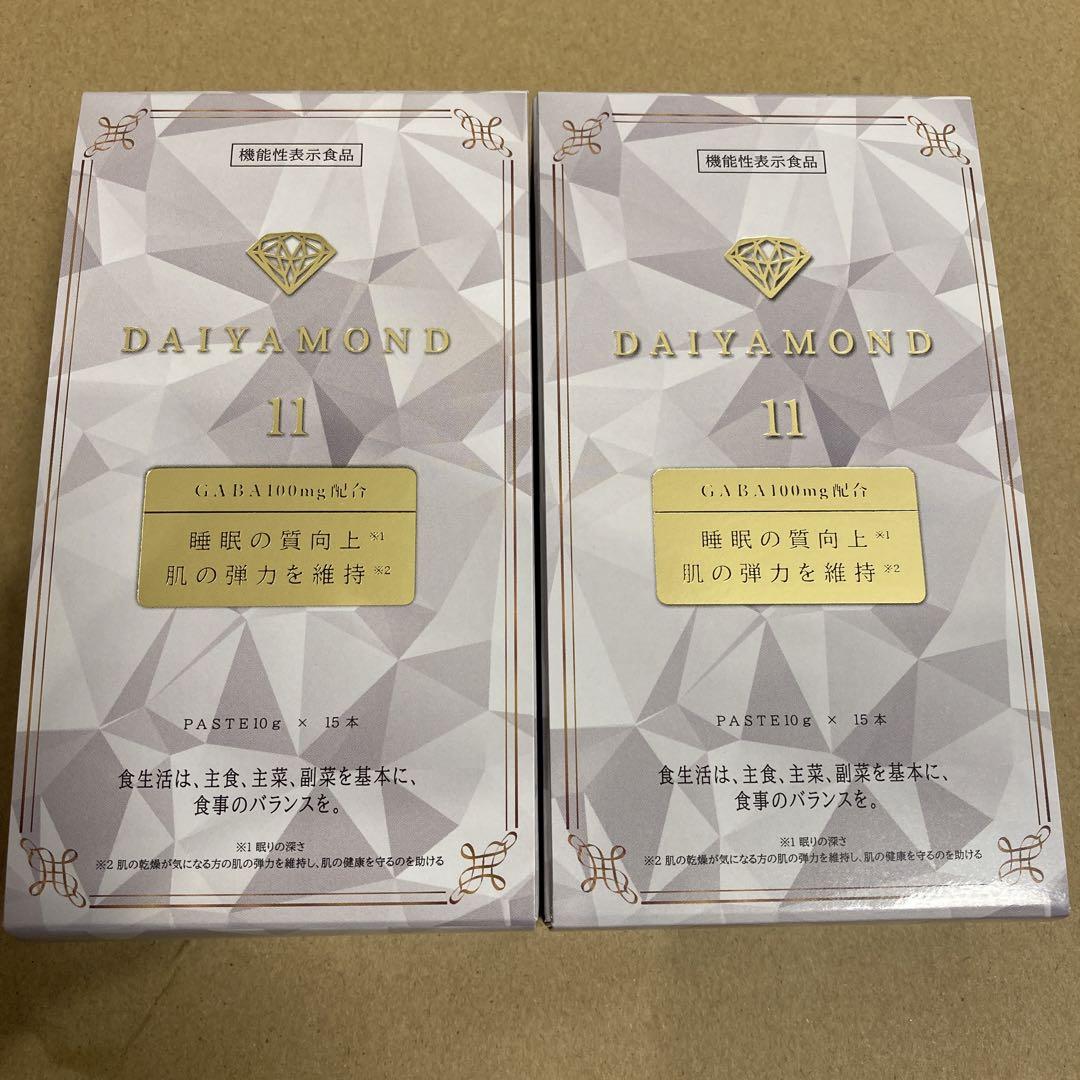 機能性表示食品
DAIYAMOND
11
GABA100mg配合
睡眠の質向上※1
肌の弾力を維持※2
PASTE10g × 15本
食生活は、主食、主菜、副菜を基本に、
食事のバランスを。
※1 眠りの深さ
※2 肌の乾燥が気になる方の肌の弾力を維持し、肌の健康を守るのを助ける
機能性表示食品
DAIYAMOND
11
GABA100mg配合
睡眠の質向上※1
肌の弾力を維持※2
PASTE10g × 15本
食生活は、主食、主菜、副菜を基本に、
食事のバランスを。
※1 眠りの深さ
※2 肌の乾燥が気になる方の肌の弾力を維持し、肌の健康を守るのを助ける